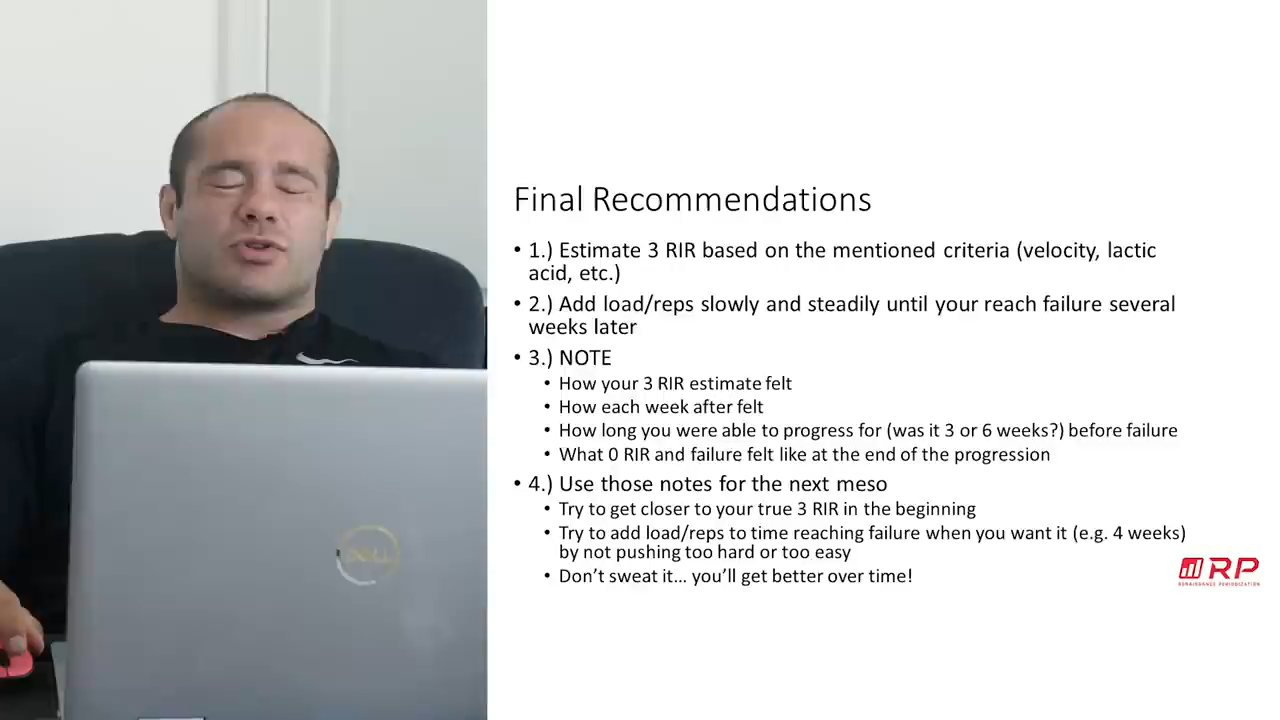 Final Recommendations
• 1.) Estimate 3 RIR based on the mentioned criteria (velocity, lactic
acid, etc.)
• 2.) Add load/reps slowly and steadily until your reach failure several
weeks later
• 3.) NOTE
• How your 3 RIR estimate felt
• How each week after felt
• How long you were able to progress for (was it 3 or 6 weeks?) before failure
• What 0 RIR and failure felt like at the end of the progression
• 4.) Use those notes for the next meso
• Try to get closer to your true 3 RIR in the beginning
• Try to add load/reps to time reaching failure when you want it (e.g. 4 weeks)
by not pushing too hard or too easy
• Don't sweat it... you'll get better over time!
RP
RENAISSANCE PERIODIZATION
DELL